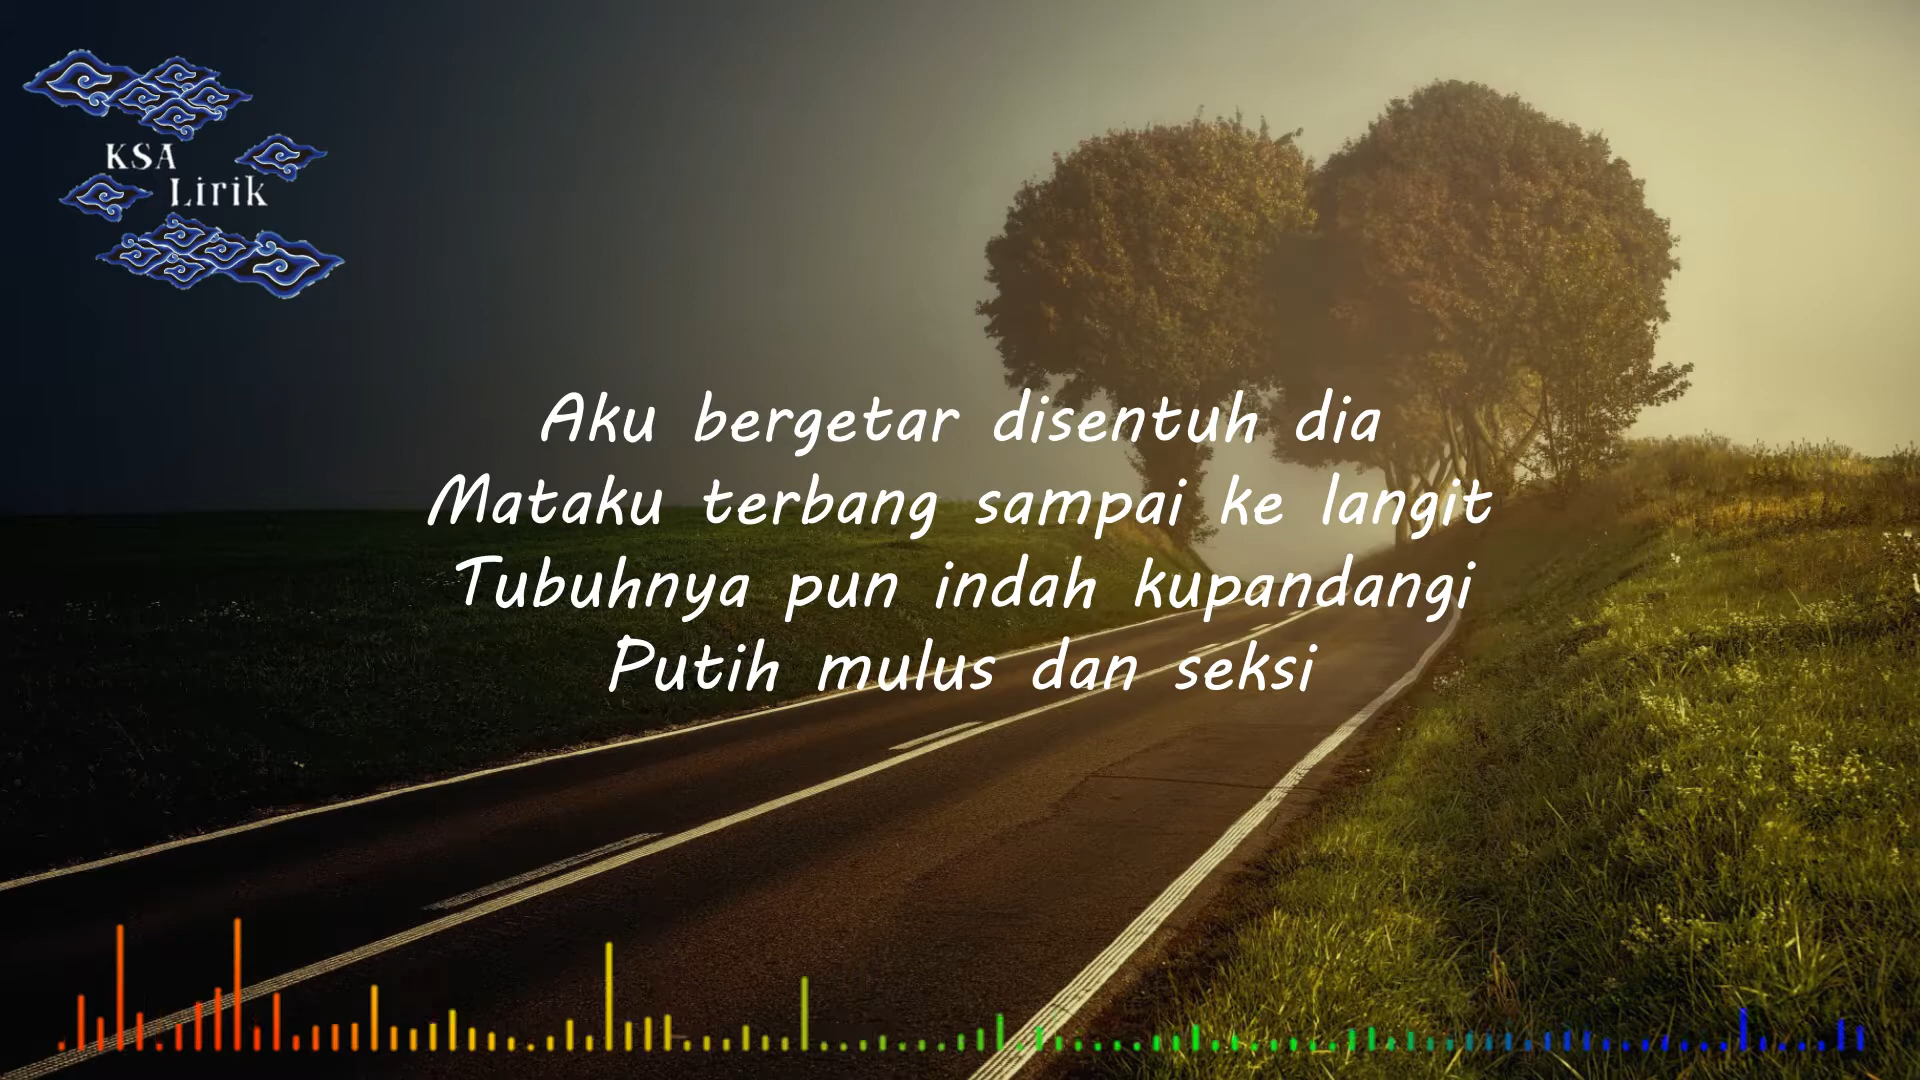 KSA
Lirik
Aku bergetar disentuh dia
Mataku terbang sampai ke langit
Tubuhnya pun indah kupandangi
Putih mulus dan seksi